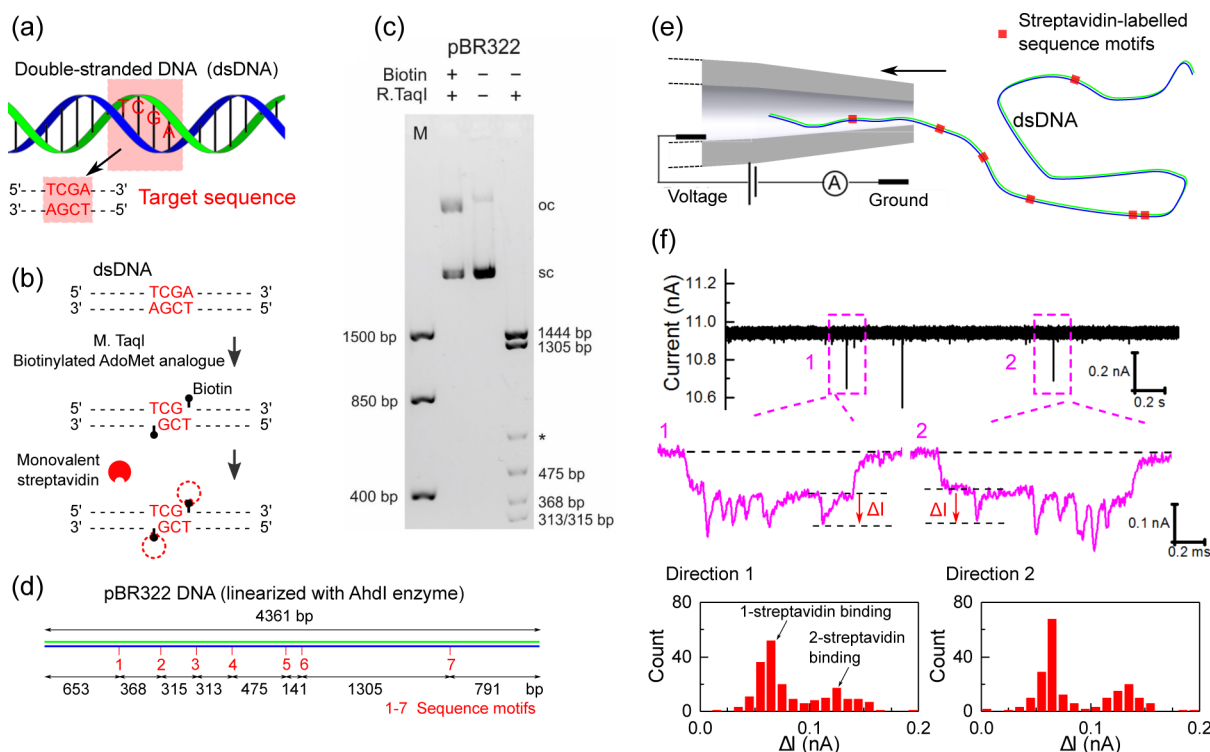 (a)
Double-stranded DNA (dsDNA)
TCGA
5' TCGA 3'
3' AGCT 5'
Target sequence
(b)
dsDNA
5' TCGA 3'
3' AGCT 5'
M. TaqI
Biotinylated AdoMet analogue
Biotin
5' TCG 3'
3' GCT 5'
Monovalent
streptavidin
5' TCG 3'
3' GCT 5'
(c)
pBR322
Biotin + − −
R.TaqI + − +
M
oc
sc
1500 bp
850 bp
400 bp
1444 bp
1305 bp
*
475 bp
368 bp
313/315 bp
(d)
pBR322 DNA (linearized with AhdI enzyme)
4361 bp
1 2 3 4 5 6 7
653 368 315 313 475 141 1305 791 bp
1-7 Sequence motifs
(e)
Streptavidin-labelled
sequence motifs
dsDNA
A
Voltage
Ground
(f)
Current (nA)
11.2
11.0
10.8
10.6
1
2
0.2 nA
0.2 s
1
2
ΔI
ΔI
0.1 nA
0.2 ms
Direction 1
Count
80
40
0
1-streptavidin binding
2-streptavidin
binding
0.0 0.1 0.2
ΔI (nA)
Direction 2
Count
80
40
0
0.0 0.1 0.2
ΔI (nA)